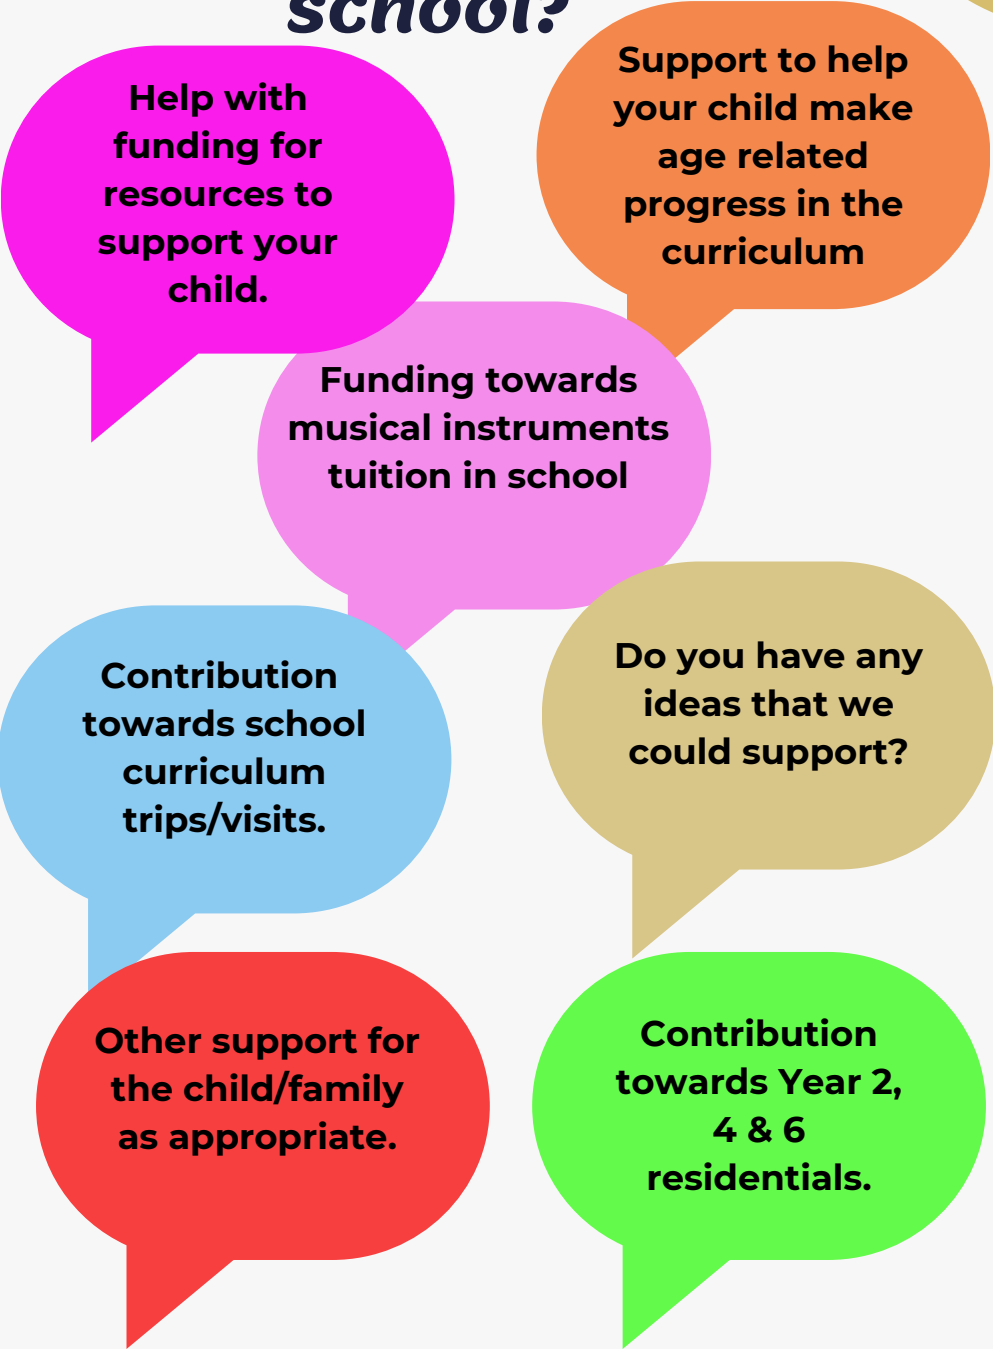 school?
Help with
funding for
resources to
support your
child.
Support to help
your child make
age related
progress in the
curriculum
Funding towards
musical instruments
tuition in school
Contribution
towards school
curriculum
trips/visits.
Do you have any
ideas that we
could support?
Other support for
the child/family
as appropriate.
Contribution
towards Year 2,
4 & 6
residentials.